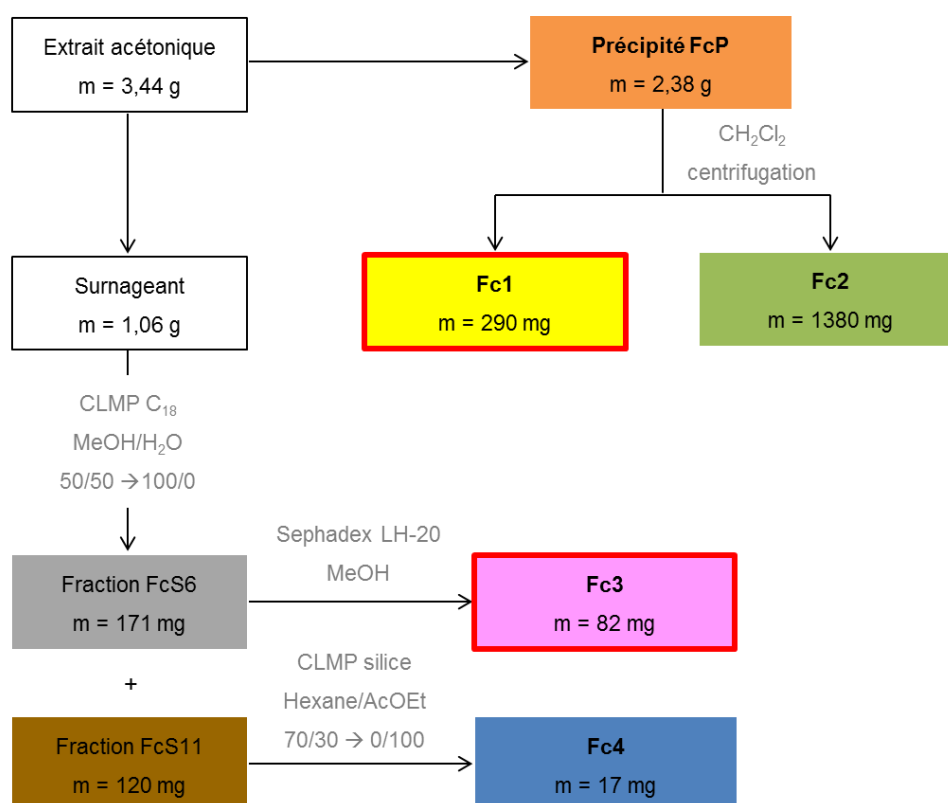 Extrait acétonique
m = 3,44 g
Précipité FcP
m = 2,38 g
CH₂Cl₂
centrifugation
Surnageant
m = 1,06 g
Fc1
m = 290 mg
Fc2
m = 1380 mg
CLMP C₁₈
MeOH/H₂O
50/50 →100/0
Fraction FcS6
m = 171 mg
Sephadex LH-20
MeOH
Fc3
m = 82 mg
+
CLMP silice
Hexane/AcOEt
70/30 → 0/100
Fraction FcS11
m = 120 mg
Fc4
m = 17 mg